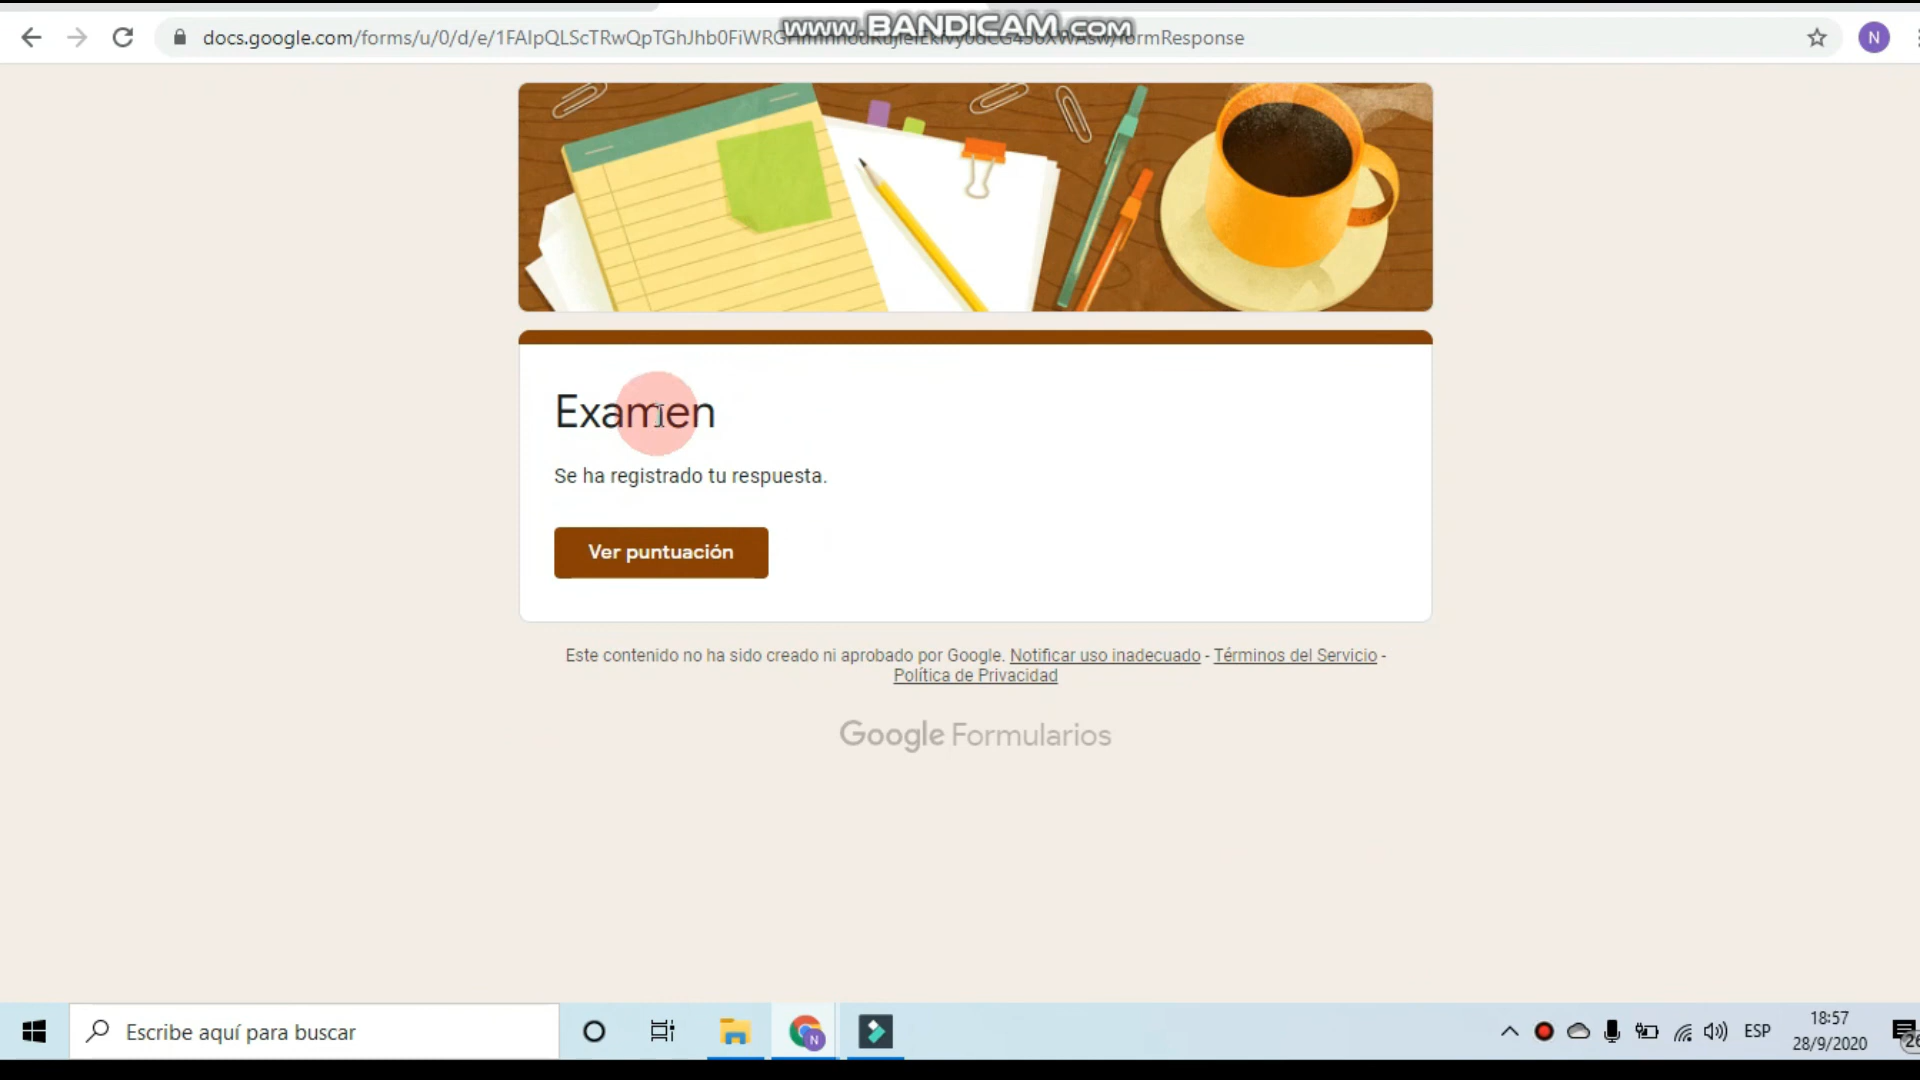 www.BANDICAM.com
docs.google.com/forms/u/0/d/e/1FAIpQLScTRwQpTGhJhb0FiWRG
formResponse
N
Examen
Se ha registrado tu respuesta.
Ver puntuación
Este contenido no ha sido creado ni aprobado por Google. Notificar uso inadecuado - Términos del Servicio -
Política de Privacidad
Google Formularios
Escribe aquí para buscar
N
ESP
18:57
28/9/2020